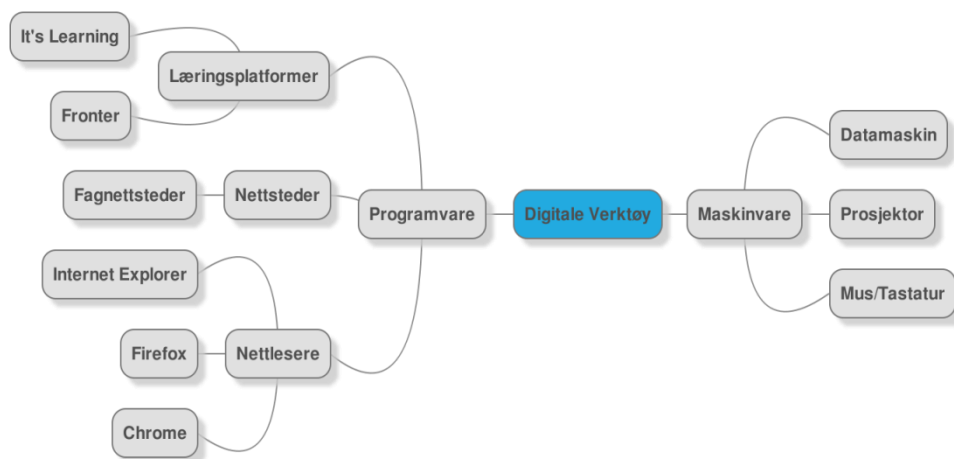 It's Learning
Læringsplatformer
Fronter
Datamaskin
Fagnettsteder
Nettsteder
Programvare
Digitale Verktøy
Maskinvare
Prosjektor
Internet Explorer
Mus/Tastatur
Firefox
Nettlesere
Chrome